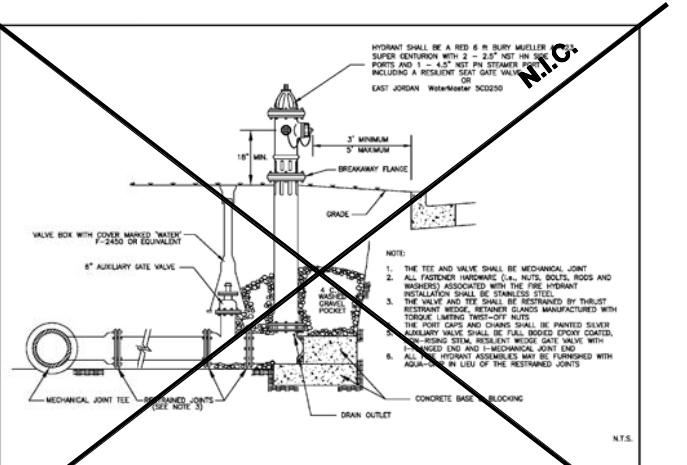 HYDRANT SHALL BE A RED 6 ft BURY MUELLER
SUPER CENTURION WITH 2 - 2.5" NST HN SIDE
PORTS AND 1 - 4.5" NST PN STEAMER PORT
INCLUDING A RESILIENT SEAT GATE VALVE
OR
EAST JORDAN WaterMaster 5CD250
N.I.C.
3' MINIMUM
5' MAXIMUM
18" MIN.
BREAKAWAY FLANGE
GRADE
VALVE BOX WITH COVER MARKED "WATER"
F-2450 OR EQUIVALENT
6" AUXILIARY GATE VALVE
4 C.
WASHED
GRAVEL
POCKET
NOTE:
1. THE TEE AND VALVE SHALL BE MECHANICAL JOINT
2. ALL FASTENER HARDWARE (i.e., NUTS, BOLTS, RODS AND
WASHERS) ASSOCIATED WITH THE FIRE HYDRANT
INSTALLATION SHALL BE STAINLESS STEEL
3. THE VALVE AND TEE SHALL BE RESTRAINED BY THRUST
RESTRAINT WEDGE, RETAINER GLANDS MANUFACTURED WITH
TORQUE LIMITING TWIST-OFF NUTS
THE PORT CAPS AND CHAINS SHALL BE PAINTED SILVER
5. AUXILIARY VALVE SHALL BE FULL BODIED EPOXY COATED,
NON-RISING STEM, RESILIENT WEDGE GATE VALVE WITH
1-FLANGED END AND 1-MECHANICAL JOINT END
6. ALL FIRE HYDRANT ASSEMBLIES MAY BE FURNISHED WITH
AQUA-GRIP IN LIEU OF THE RESTRAINED JOINTS
MECHANICAL JOINT TEE
RESTRAINED JOINTS
(SEE NOTE 3)
DRAIN OUTLET
CONCRETE BASE & BLOCKING
N.T.S.